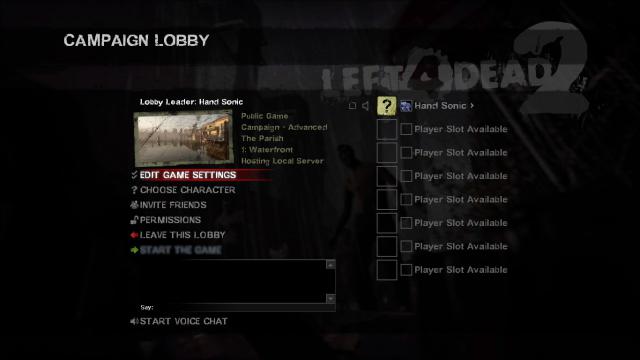 CAMPAIGN LOBBY
LEFT 4 DEAD 2
Lobby Leader: Hand Sonic
Public Game
Campaign - Advanced
The Parish
1: Waterfront
Hosting Local Server
EDIT GAME SETTINGS
? CHOOSE CHARACTER
INVITE FRIENDS
PERMISSIONS
LEAVE THIS LOBBY
START THE GAME
Say:
START VOICE CHAT
? Hand Sonic >
Player Slot Available
Player Slot Available
Player Slot Available
Player Slot Available
Player Slot Available
Player Slot Available
Player Slot Available